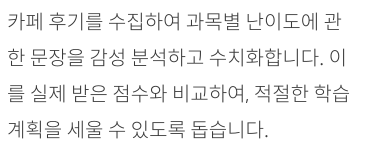 카페 후기를 수집하여 과목별 난이도에 관
한 문장을 감성 분석하고 수치화합니다. 이
를 실제 받은 점수와 비교하여, 적절한 학습
계획을 세울 수 있도록 돕습니다.